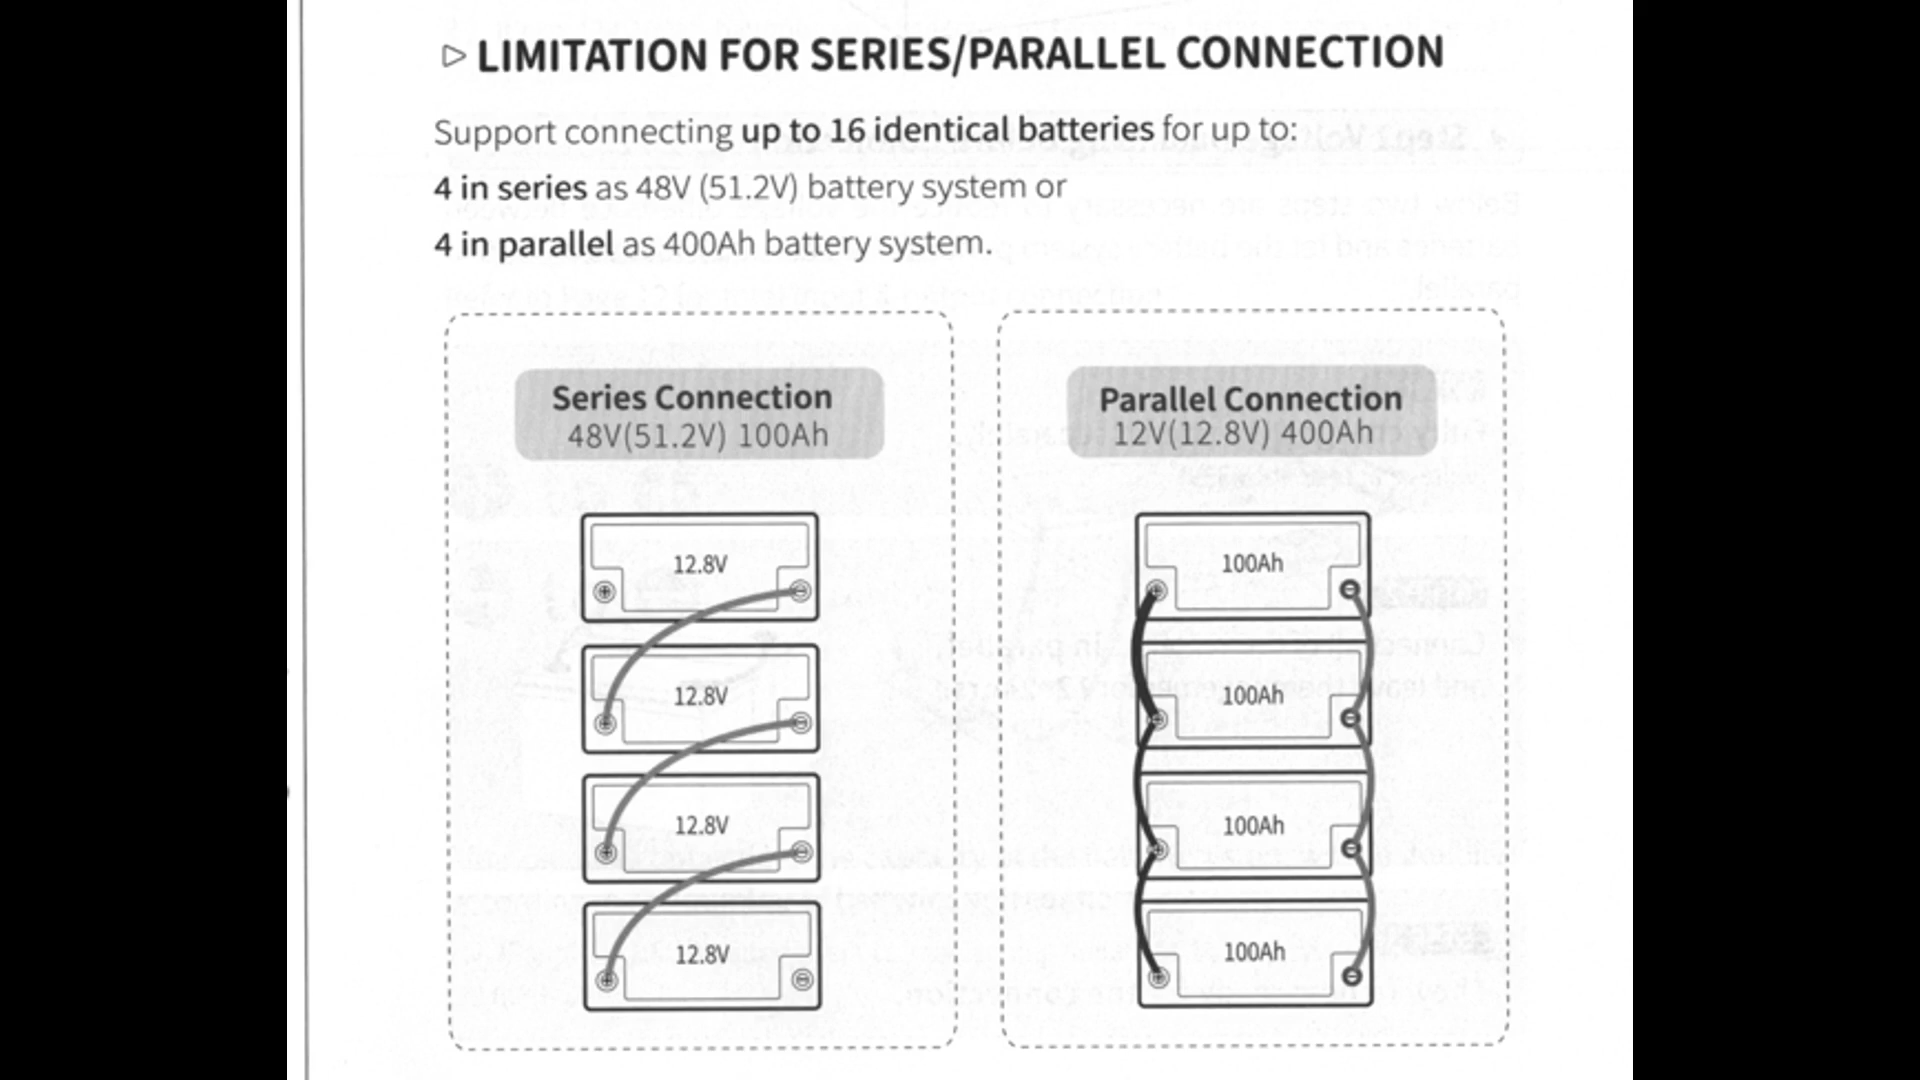 ▷ LIMITATION FOR SERIES/PARALLEL CONNECTION
Support connecting up to 16 identical batteries for up to:
4 in series as 48V (51.2V) battery system or
4 in parallel as 400Ah battery system.
Series Connection
48V(51.2V) 100Ah
12.8V
12.8V
12.8V
12.8V
Parallel Connection
12V(12.8V) 400Ah
100Ah
100Ah
100Ah
100Ah